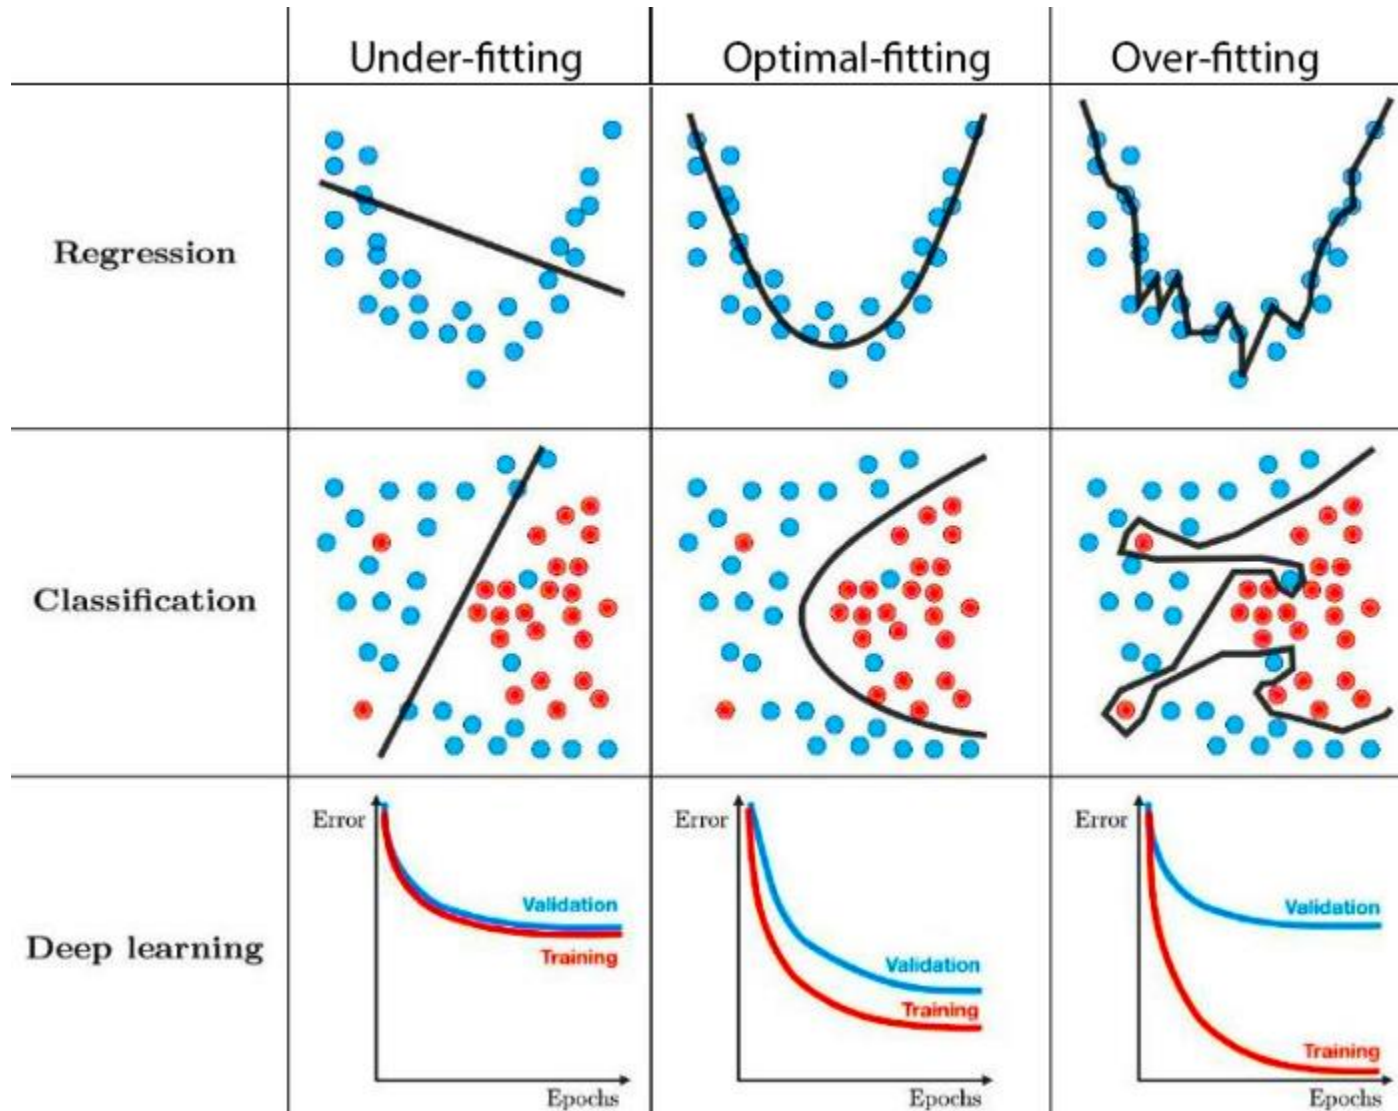 Under-fitting
Optimal-fitting
Over-fitting
Regression
Classification
Deep learning
Error
Validation
Training
Epochs
Error
Validation
Training
Epochs
Error
Validation
Training
Epochs